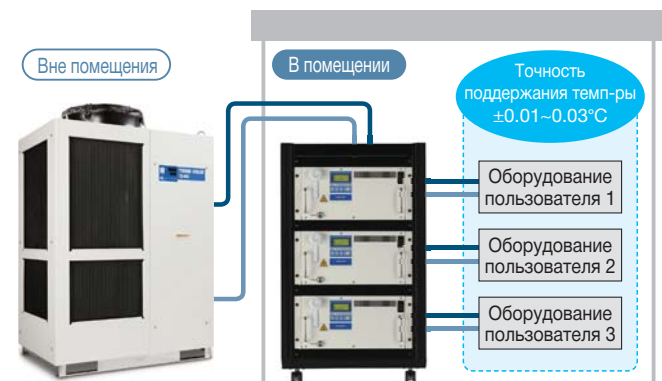 Вне помещения
В помещении
Точность
поддержания темп-ры
±0.01~0.03°C
Оборудование
пользователя 1
Оборудование
пользователя 2
Оборудование
пользователя 3